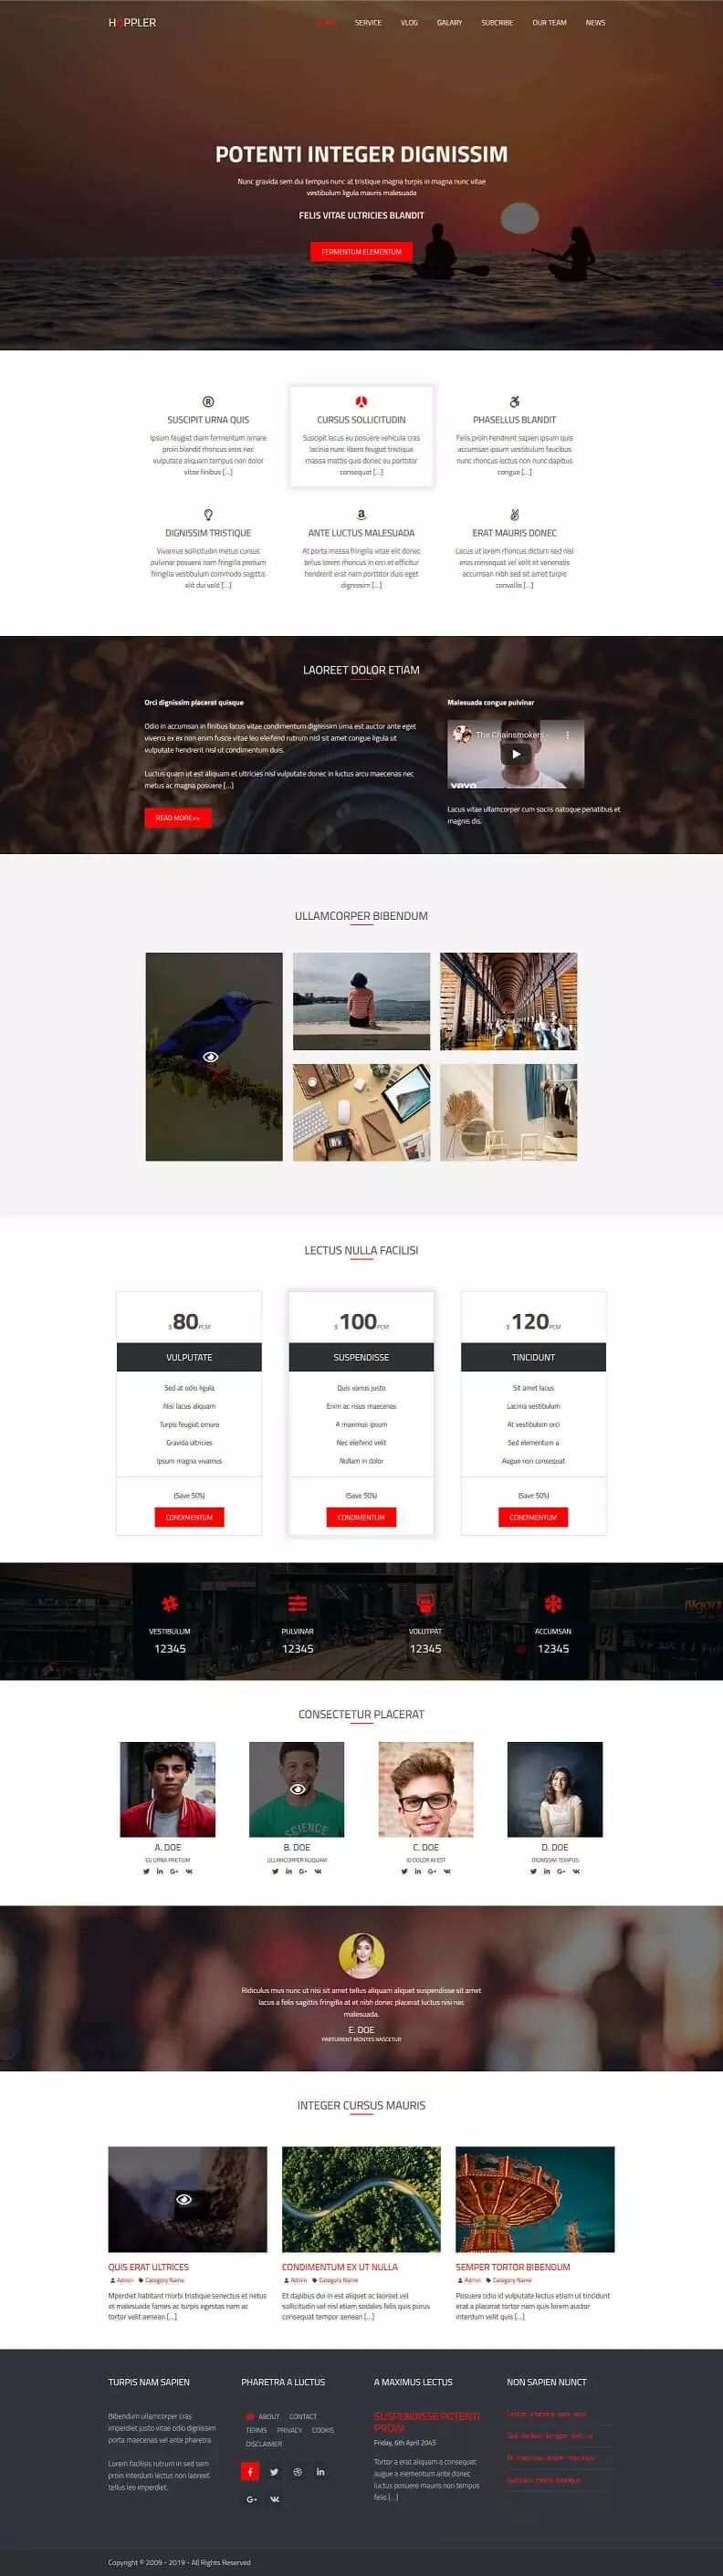 HOPPLER
HOME SERVICE VLOG GALARY SUBCRIBE OUR TEAM NEWS
POTENTI INTEGER DIGNISSIM
Nunc gravida sem dui tempus nunc at tristique magna turpis in magna nunc vitae
vestibulum ligula mauris malesuada
FELIS VITAE ULTRICIES BLANDIT
FERMENTUM ELEMENTUM
SUSCIPIT URNA QUIS
Ipsum feugiat diam fermentum ornare
proin blandit rhoncus eros nec
vulputate aliquam tempus non dolor
vitae finibus [...]
CURSUS SOLLICITUDIN
Suscipit lacus eu posuere vehicula cras
lacinia nunc libero feugiat tristique
massa mattis quis donec eu porttitor
consequat [...]
PHASELLUS BLANDIT
Felis proin hendrerit sapien ipsum quis
accumsan ipsum vestibulum faucibus
nunc rhoncus lectus non nunc dapibus
congue [...]
DIGNISSIM TRISTIQUE
Vivamus sollicitudin metus cursus
pulvinar posuere nam fringilla pretium
fringilla vestibulum commodo sagittis
elit dui velit [...]
ANTE LUCTUS MALESUADA
At porta massa fringilla vitae elit donec
tellus lorem rhoncus in orci et efficitur
hendrerit erat nam porttitor duis eget
dignissim [...]
ERAT MAURIS DONEC
Lacus ut lorem rhoncus dictum sed nisl
eros consequat vel velit et venenatis
accumsan nibh sed sit amet turpis
convallis [...]
LAOREET DOLOR ETIAM
Orci dignissim placerat quisque
Odio in accumsan in finibus lacus vitae condimentum dignissim urna est auctor ante eget
viverra ex ex non enim fusce vitae leo eleifend rutrum nisl sit amet congue ligula ut
vulputate hendrerit nisl ut condimentum duis.
Luctus quam ut est aliquam et ultricies nisl vulputate donec in luctus arcu maecenas nec
metus ac magna posuere [...]
READ MORE>>
Malesuada congue pulvinar
The Chainsmokers -
vevo
Lacus vitae ullamcorper cum sociis natoque penatibus et
magnis dis.
ULLAMCORPER BIBENDUM
LECTUS NULLA FACILISI
$ 80 PCM
VULPUTATE
Sed at odio ligula
Nisi lacus aliquam
Turpis feugiat ornare
Gravida ultricies
Ipsum magna vivamus
(Save 50%)
CONDIMENTUM
$ 100 PCM
SUSPENDISSE
Quis varius justo
Enim ac risus maecenas
A maximus ipsum
Nec eleifend velit
Nullam in dolor
(Save 50%)
CONDIMENTUM
$ 120 PCM
TINCIDUNT
Sit amet lacus
Lacinia vestibulum
At vestibulum orci
Sed elementum a
Augue non consequat
(Save 50%)
CONDIMENTUM
VESTIBULUM
12345
PULVINAR
12345
VOLUTPAT
12345
ACCUMSAN
12345
CONSECTETUR PLACERAT
SCIENCE
A. DOE
EU URNA PRETIUM
B. DOE
ULLAMCORPER ALIQUAM
C. DOE
ID DOLOR IN EST
D. DOE
DIGNISSIM TEMPUS
Ridiculus mus nunc ut nisi sit amet tellus aliquam aliquet suspendisse sit amet
lacus a felis sagittis fringilla at et nibh donec placerat luctus nisi nec
malesuada.
E. DOE
PARTURIENT MONTES NASCETUR
INTEGER CURSUS MAURIS
QUIS ERAT ULTRICES
Admin Category Name
Mperdiet habitant morbi tristique senectus et netus
et malesuada fames ac turpis egestas nam ac
tortor velit aenean [...]
CONDIMENTUM EX UT NULLA
Admin Category Name
Et dapibus dui in est aliquet ac laoreet vel
sollicitudin vel nisl etiam sodales felis quis purus
consequat tempor aenean [...]
SEMPER TORTOR BIBENDUM
Admin Category Name
Posuere odio id vulputate lectus etiam ut tincidunt
erat a placerat tortor nam quis lorem auctor
interdum velit quis [...]
TURPIS NAM SAPIEN
Bibendum ullamcorper cras
imperdiet justo vitae odio dignissim
porta maecenas vel ante pharetra.
Lorem facilisis rutrum in sed sem
proin interdum lectus non laoreet
tellus leo imperdiet.
PHARETRA A LUCTUS
ABOUT CONTACT
TERMS PRIVACY COOKIS
DISCLAIMER
A MAXIMUS LECTUS
SUSPENDISSE POTENTI
PROIN
Friday, 6th April 2045
Tortor a erat aliquam a consequat
augue a elementum ante donec
luctus posuere mauris non tempus
felis [...]
NON SAPIEN NUNCT
Copyright © 2009 - 2019 - All Rights Reserved